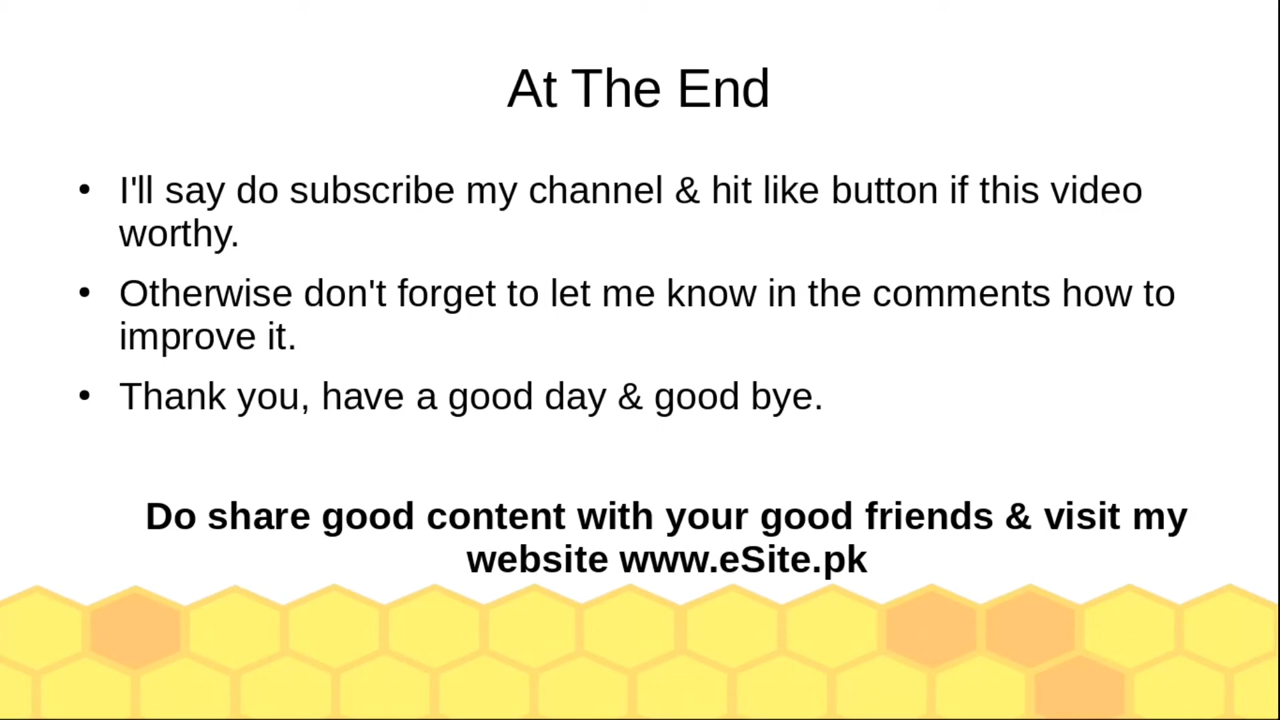 At The End
• I'll say do subscribe my channel & hit like button if this video
worthy.
• Otherwise don't forget to let me know in the comments how to
improve it.
• Thank you, have a good day & good bye.
Do share good content with your good friends & visit my
website www.eSite.pk